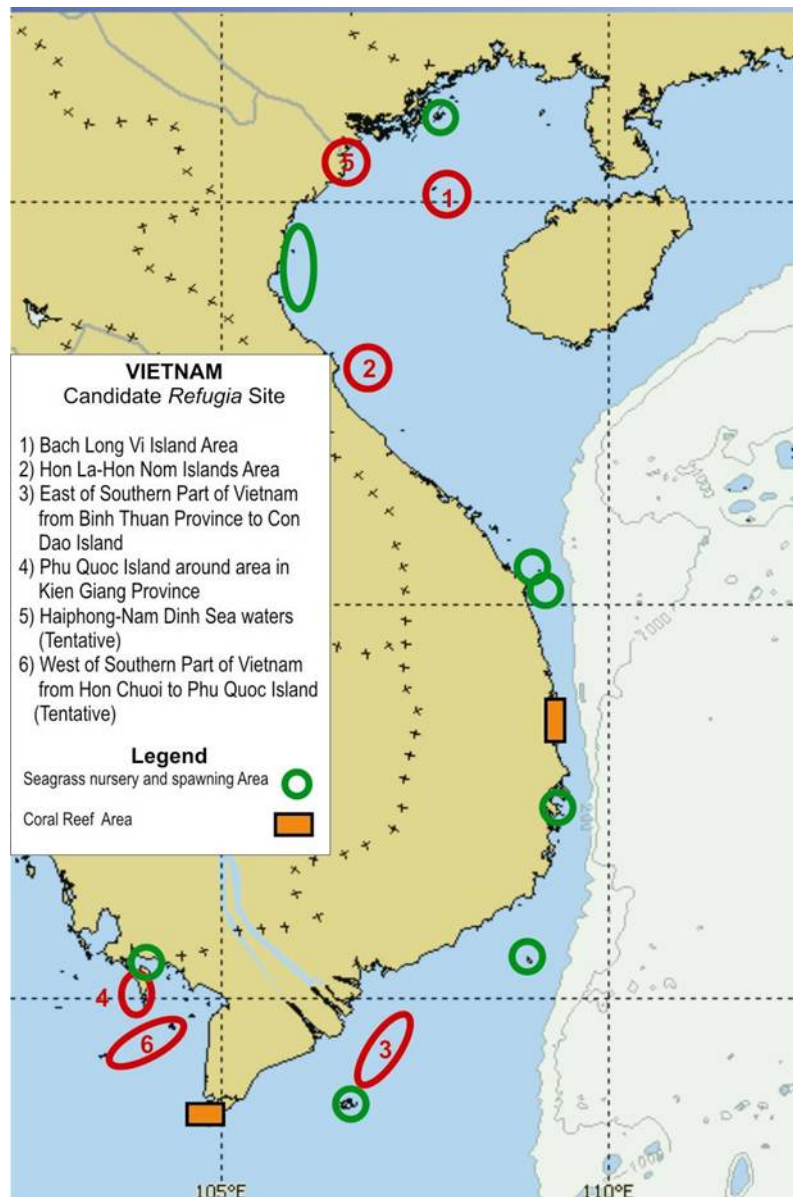 5
1
2
VIETNAM
Candidate Refugia Site
1) Bach Long Vi Island Area
2) Hon La-Hon Nom Islands Area
3) East of Southern Part of Vietnam
from Binh Thuan Province to Con
Dao Island
4) Phu Quoc Island around area in
Kien Giang Province
5) Haiphong-Nam Dinh Sea waters
(Tentative)
6) West of Southern Part of Vietnam
from Hon Chuoi to Phu Quoc Island
(Tentative)
Legend
Seagrass nursery and spawning Area
Coral Reef Area
1000
200
4
6
3
1000
105°E
110°E